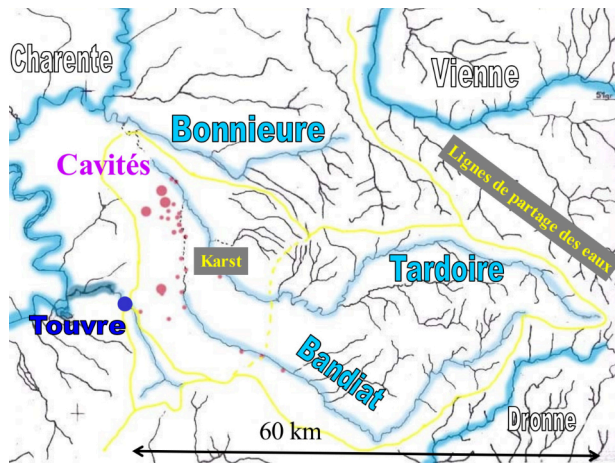 Charente
Vienne
Bonnieure
Cavités
Lignes de partage des eaux
Karst
Tardoire
Touvre
Bandiat
Dronne
60 km